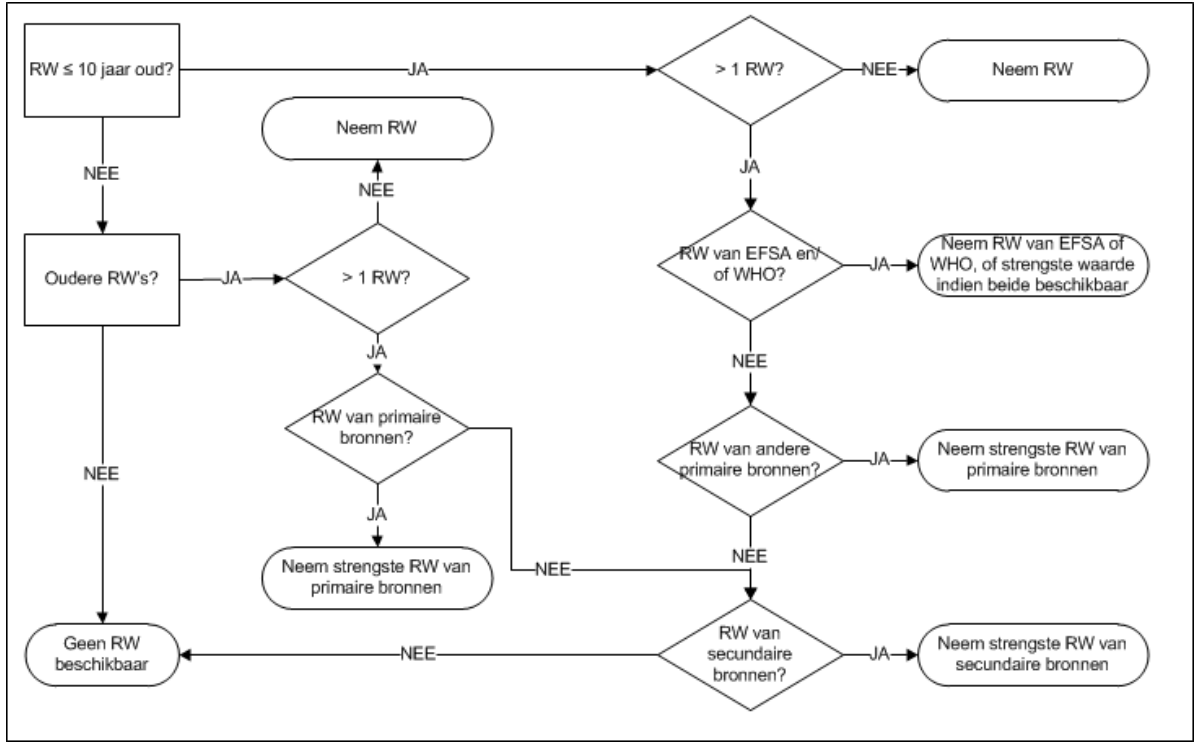 RW ≤ 10 jaar oud?
JA
> 1 RW?
NEE
Neem RW
Neem RW
NEE
NEE
JA
Oudere RW's?
JA
> 1 RW?
RW van EFSA en/
of WHO?
JA
Neem RW van EFSA of
WHO, of strengste waarde
indien beide beschikbaar
JA
NEE
RW van primaire
bronnen?
NEE
RW van andere
primaire bronnen?
JA
Neem strengste RW van
primaire bronnen
JA
NEE
Neem strengste RW van
primaire bronnen
NEE
Geen RW
beschikbaar
NEE
RW van
secundaire
bronnen?
JA
Neem strengste RW van
secundaire bronnen